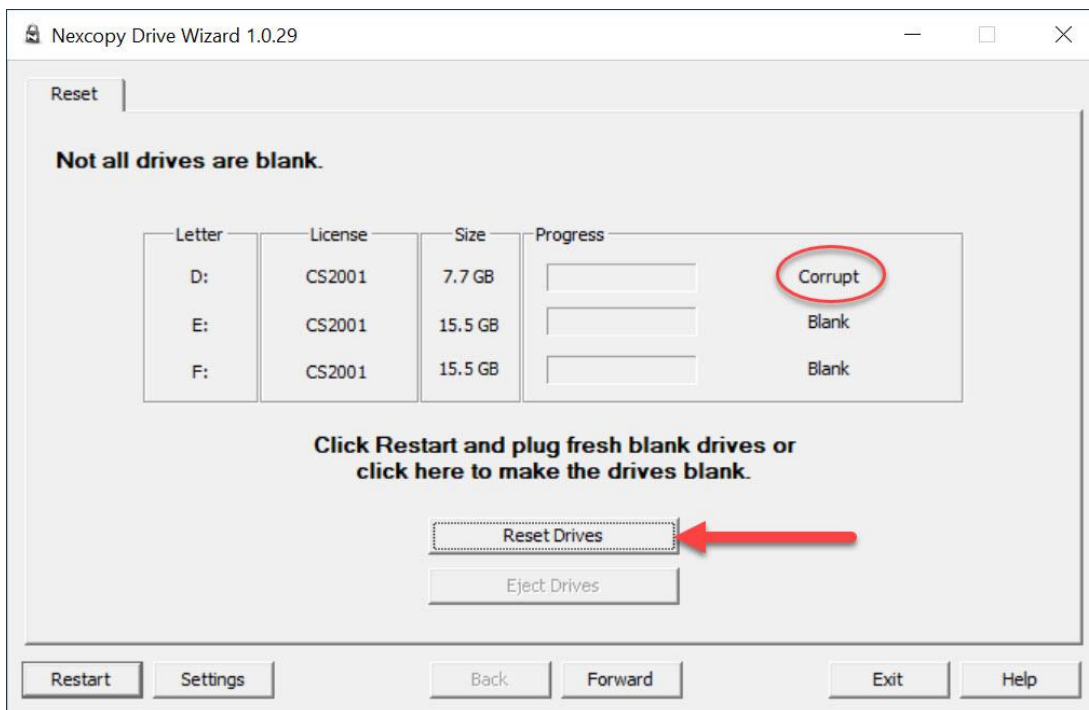 Nexcopy Drive Wizard 1.0.29
Reset
Not all drives are blank.
Letter License Size Progress
D: CS2001 7.7 GB Corrupt
E: CS2001 15.5 GB Blank
F: CS2001 15.5 GB Blank
Click Restart and plug fresh blank drives or
click here to make the drives blank.
Reset Drives
Eject Drives
Restart Settings Back Forward Exit Help